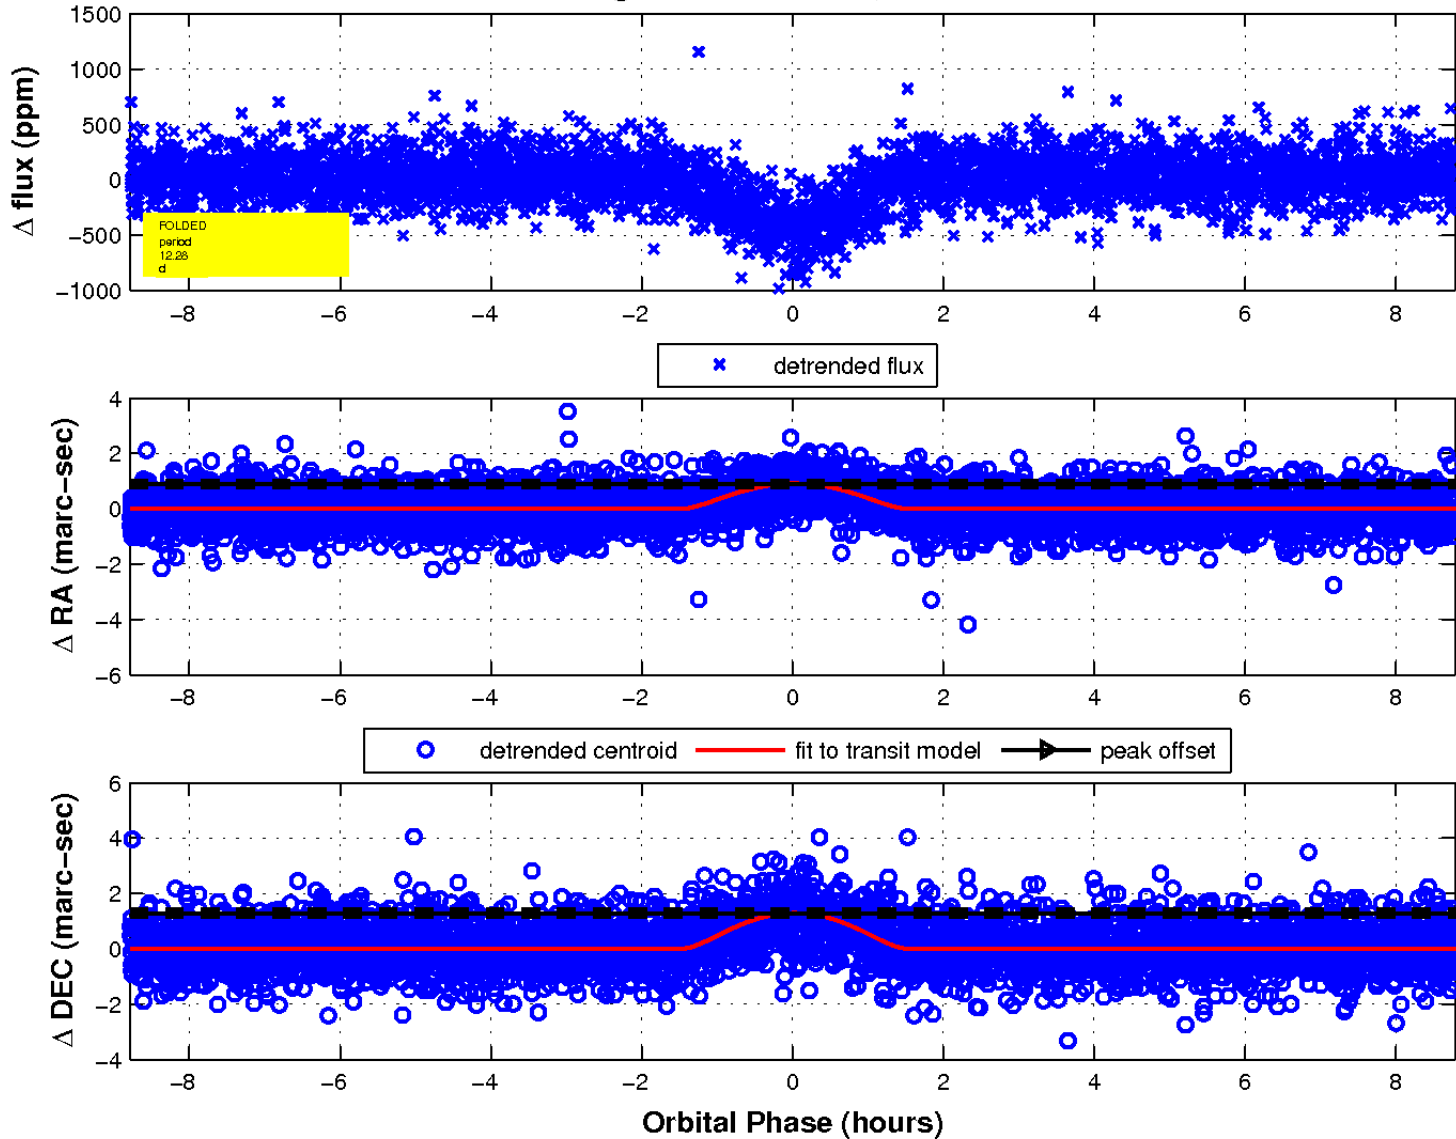 1500
1000
500
0
−500
−1000
Δ flux (ppm)
FOLDED
period
12.26
d
−8 −6 −4 −2 0 2 4 6 8
detrended flux
4
2
0
−2
−4
−6
Δ RA (marc−sec)
−8 −6 −4 −2 0 2 4 6 8
detrended centroid fit to transit model peak offset
6
4
2
0
−2
−4
Δ DEC (marc−sec)
−8 −6 −4 −2 0 2 4 6 8
Orbital Phase (hours)